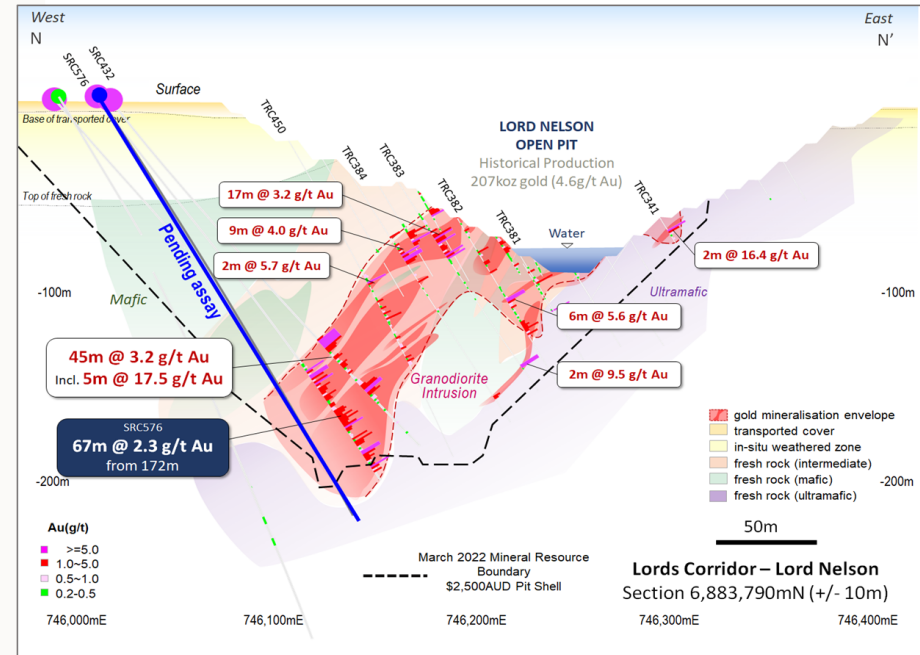 West
East
N
N'
SRC576
SRC432
Surface
Base of transported cover
TRC450
TRC384
TRC383
TRC382
TRC381
TRC341
LORD NELSON
OPEN PIT
Historical Production
207koz gold (4.6g/t Au)
Top of fresh rock
17m @ 3.2 g/t Au
9m @ 4.0 g/t Au
2m @ 5.7 g/t Au
Water
2m @ 16.4 g/t Au
Pending assay
-100m
-100m
Mafic
Ultramafic
6m @ 5.6 g/t Au
45m @ 3.2 g/t Au
Incl. 5m @ 17.5 g/t Au
2m @ 9.5 g/t Au
Granodiorite
Intrusion
SRC576
67m @ 2.3 g/t Au
from 172m
gold mineralisation envelope
transported cover
in-situ weathered zone
fresh rock (intermediate)
fresh rock (mafic)
fresh rock (ultramafic)
-200m
-200m
Au(g/t)
>=5.0
1.0~5.0
0.5~1.0
0.2-0.5
50m
March 2022 Mineral Resource
Boundary
$2,500AUD Pit Shell
Lords Corridor – Lord Nelson
Section 6,883,790mN (+/- 10m)
746,000mE
746,100mE
746,200mE
746,300mE
746,400mE